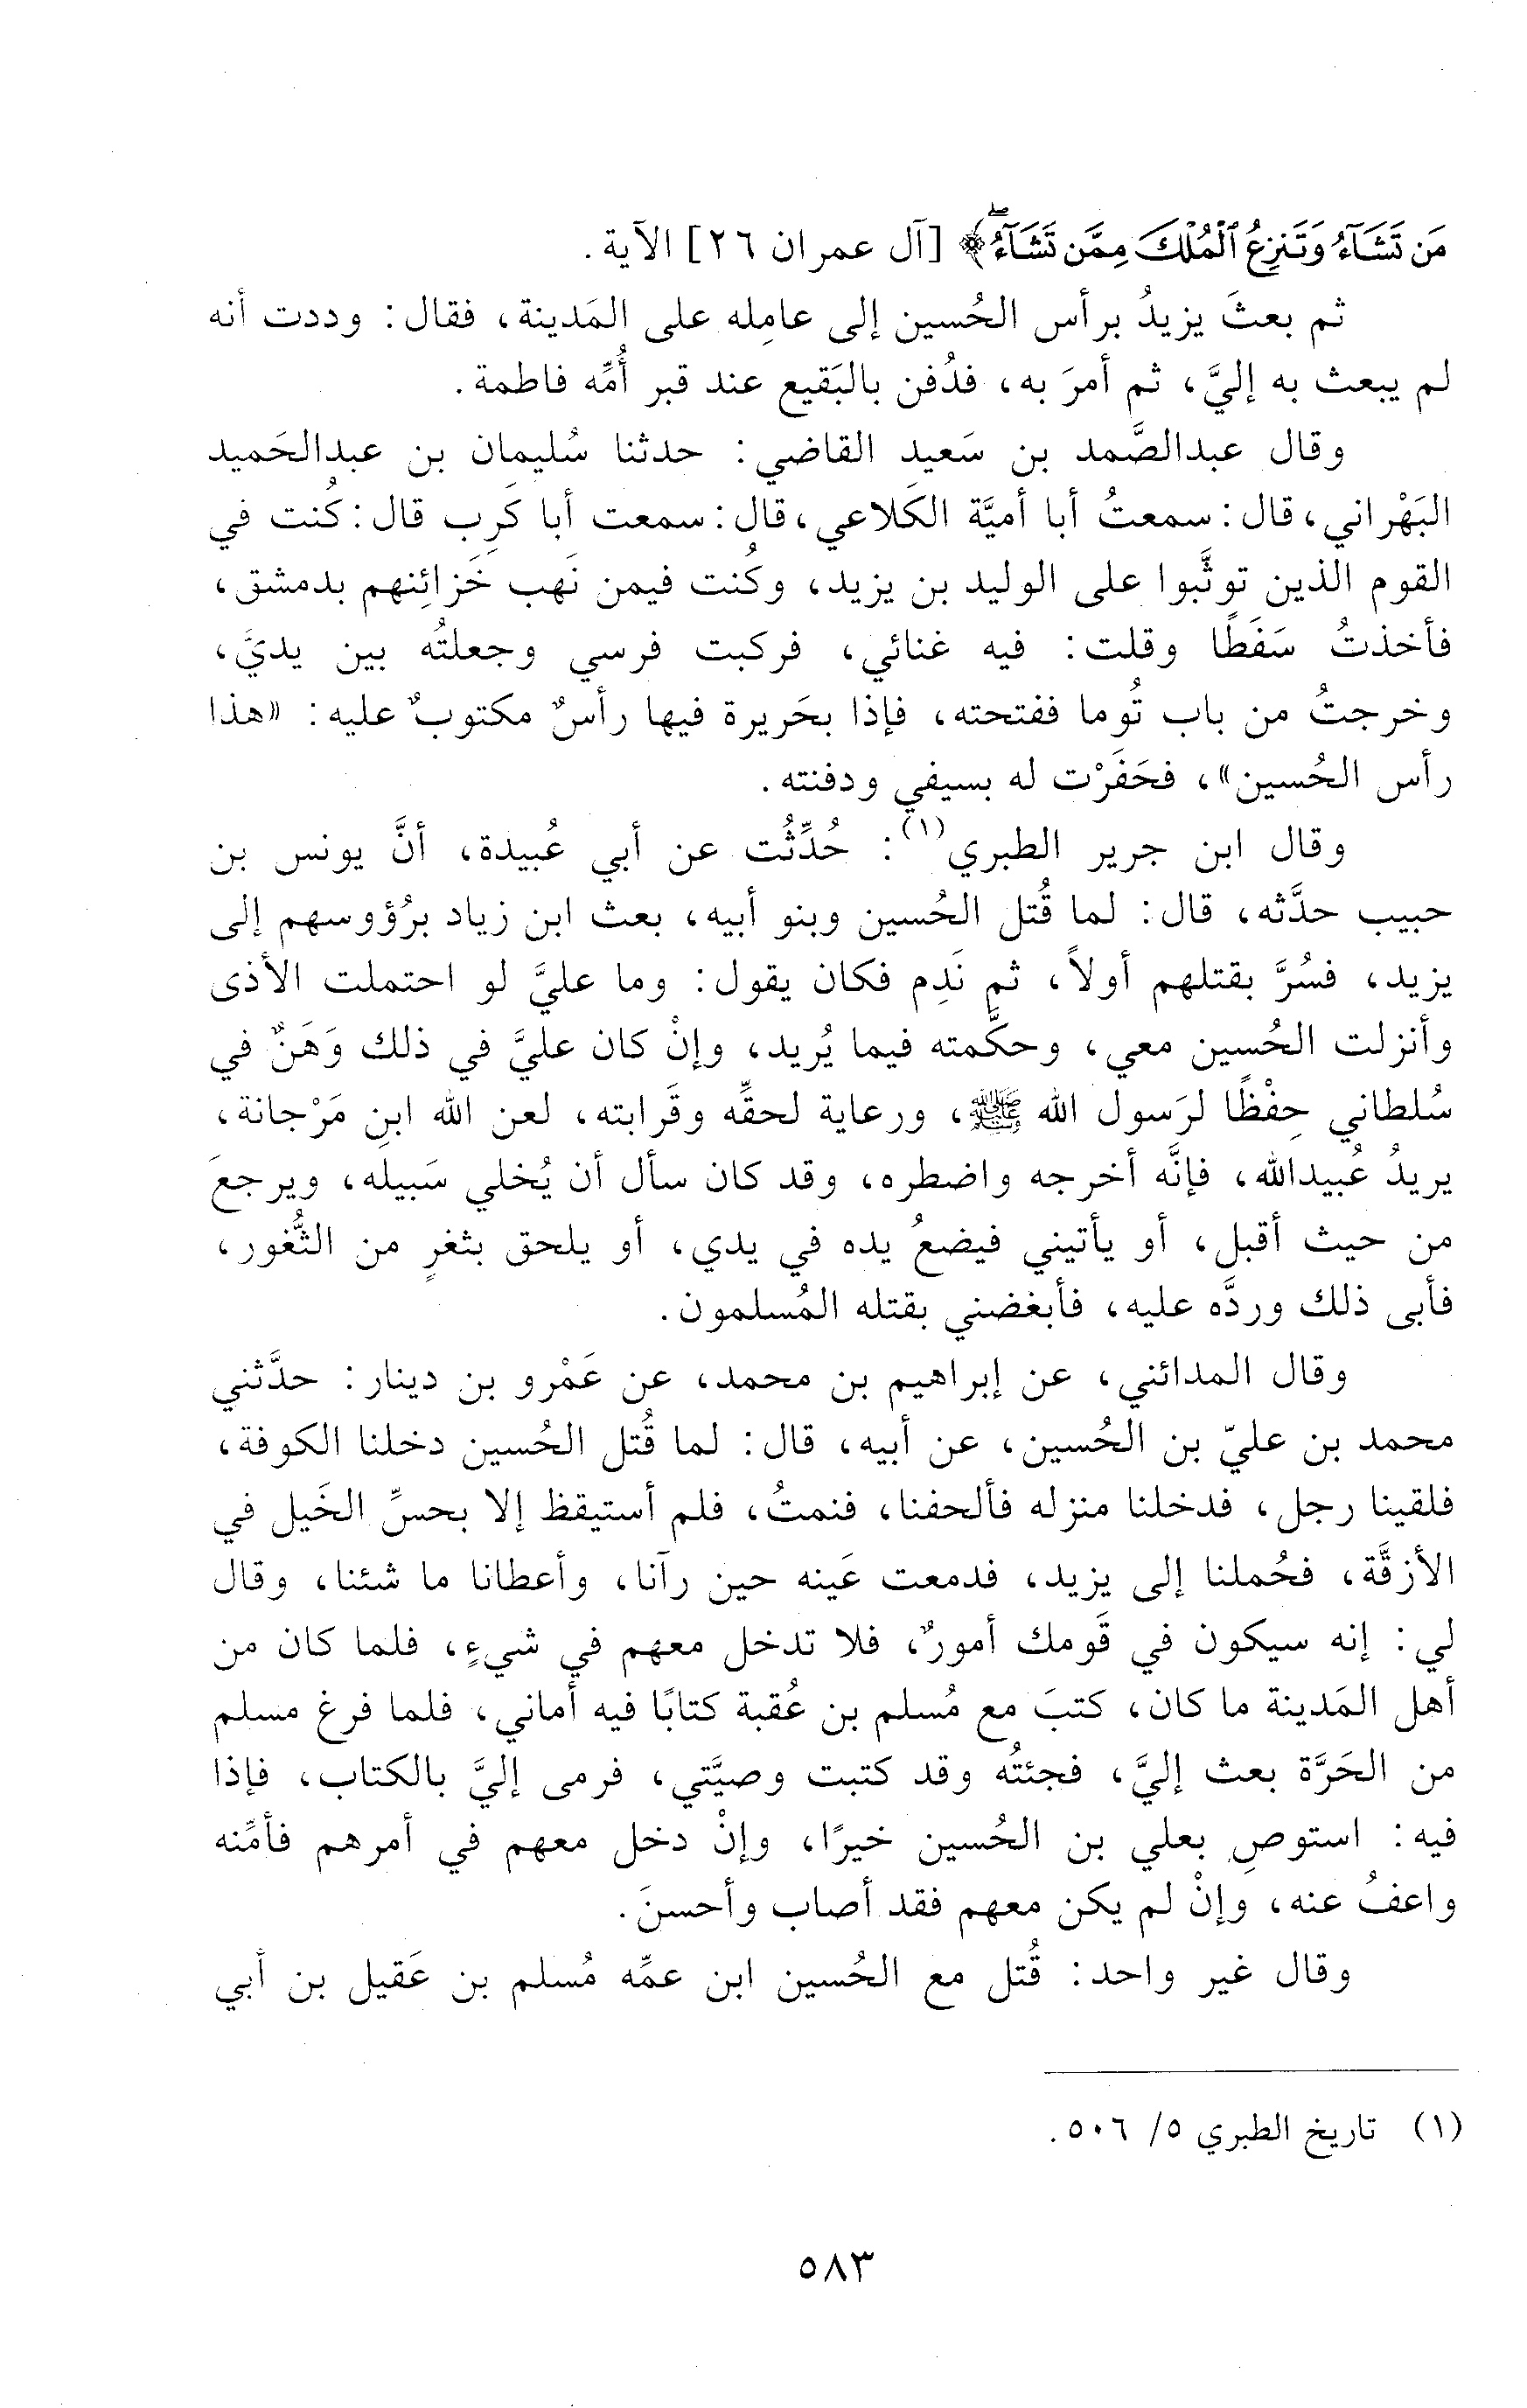 مَن تَشَآءُ وَتَنزِعُ ٱلْمُلْكَ مِمَّن تَشَآءُۖ﴾ [آل عمران ٢٦] الآية.
ثم بعثَ يزيدُ برأس الحُسين إلى عامِله على المَدينة، فقال: وددت أنه
لم يبعث به إليَّ، ثم أمرَ به، فدُفن بالبَقيع عند قبر أُمِّه فاطمة.
وقال عبدالصَّمد بن سَعيد القاضي: حدثنا سُليمان بن عبدالحَميد
البَهْراني، قال: سمعتُ أبا أميَّة الكَلاعي، قال: سمعت أبا كَرِب قال: كُنت في
القوم الذين توثَّبوا على الوليد بن يزيد، وكُنت فيمن نَهب خَزائِنهم بدمشق،
فأخذتُ سَفَطًا وقلت: فيه غنائي، فركبت فرسي وجعلتُه بين يديَّ،
وخرجتُ من باب تُوما ففتحته، فإذا بحَريرة فيها رأسٌ مكتوبٌ عليه: «هذا
رأس الحُسين»، فحَفَرْت له بسيفي ودفنته.
وقال ابن جرير الطبري(١): حُدِّثُت عن أبي عُبيدة، أنَّ يونس بن
حبيب حدَّثه، قال: لما قُتل الحُسين وبنو أبيه، بعث ابن زياد برُؤوسهم إلى
يزيد، فسُرَّ بقتلهم أولاً، ثم نَدِم فكان يقول: وما عليَّ لو احتملت الأذى
وأنزلت الحُسين معي، وحكَّمته فيما يُريد، وإنْ كان عليَّ في ذلك وَهَنٌ في
سُلطاني حِفْظًا لرَسول الله ﷺ، ورعاية لحقِّه وقَرابته، لعن الله ابن مَرْجانة،
يريدُ عُبيدالله، فإنَّه أخرجه واضطره، وقد كان سأل أن يُخلي سَبيلَه، ويرجعَ
من حيث أقبل، أو يأتيني فيضعُ يده في يدي، أو يلحق بثغرٍ من الثُّغور،
فأبى ذلك وردَّه عليه، فأبغضني بقتله المُسلمون.
وقال المدائني، عن إبراهيم بن محمد، عن عَمْرو بن دينار: حدَّثني
محمد بن عليّ بن الحُسين، عن أبيه، قال: لما قُتل الحُسين دخلنا الكوفة،
فلقينا رجل، فدخلنا منزله فألحفنا، فنمتُ، فلم أستيقظ إلا بحسِّ الخَيل في
الأزقَّة، فحُملنا إلى يزيد، فدمعت عَينه حين رآنا، وأعطانا ما شئنا، وقال
لي: إنه سيكون في قَومك أمورٌ، فلا تدخل معهم في شيءٍ، فلما كان من
أهل المَدينة ما كان، كتبَ مع مُسلم بن عُقبة كتابًا فيه أماني، فلما فرغ مسلم
من الحَرَّة بعث إليَّ، فجئتُه وقد كتبت وصيَّتي، فرمى إليَّ بالكتاب، فإذا
فيه: استوصِ بعلي بن الحُسين خيرًا، وإنْ دخل معهم في أمرهم فأمِّنه
واعفُ عنه، وإنْ لم يكن معهم فقد أصاب وأحسنَ.
وقال غير واحد: قُتل مع الحُسين ابن عمِّه مُسلم بن عَقيل بن أبي
(١) تاريخ الطبري ٥/ ٥٠٦.
٥٨٣